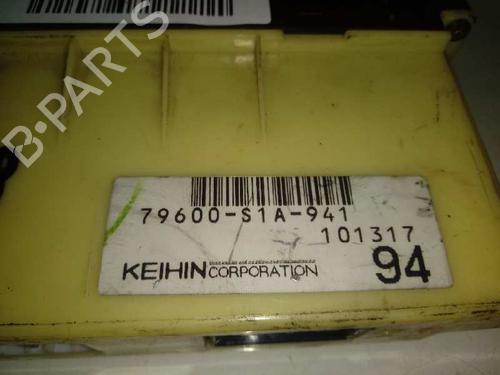 B-PARTS
79600-S1A-941
101317
KEIHIN CORPORATION 94